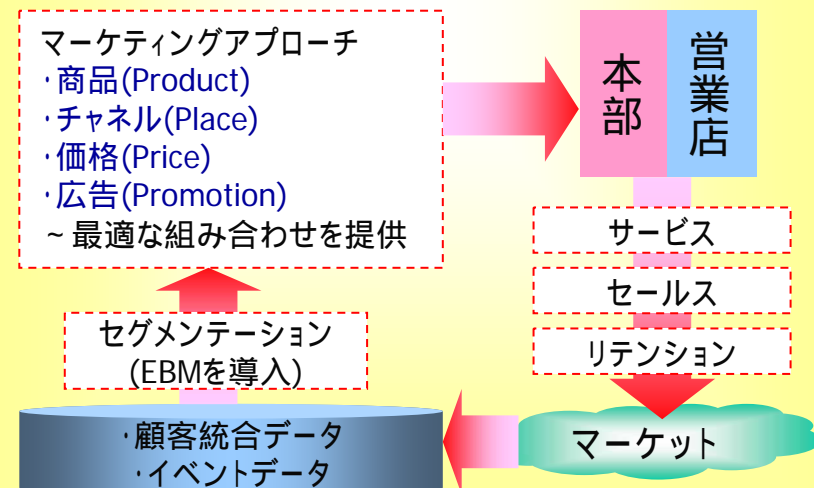 マーケティングアプローチ
・商品(Product)
・チャネル(Place)
・価格(Price)
・広告(Promotion)
~最適な組み合わせを提供
本部
営業店
サービス
セールス
リテンション
マーケット
セグメンテーション
(EBMを導入)
・顧客統合データ
・イベントデータ